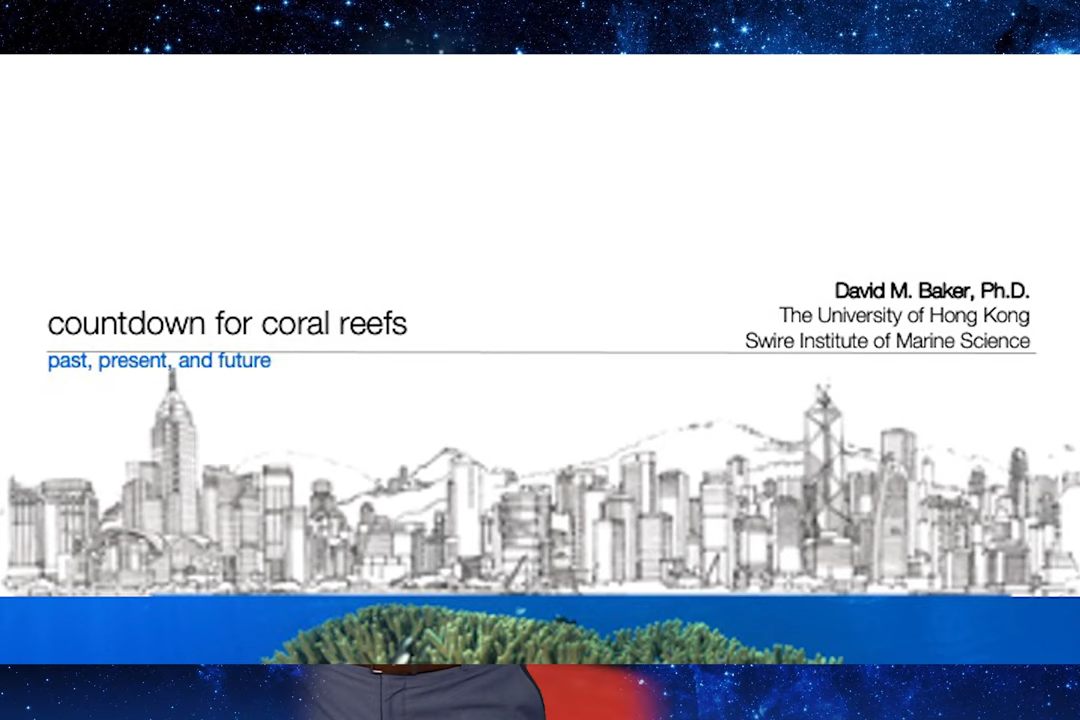 countdown for coral reefs
past, present, and future
David M. Baker, Ph.D.
The University of Hong Kong
Swire Institute of Marine Science